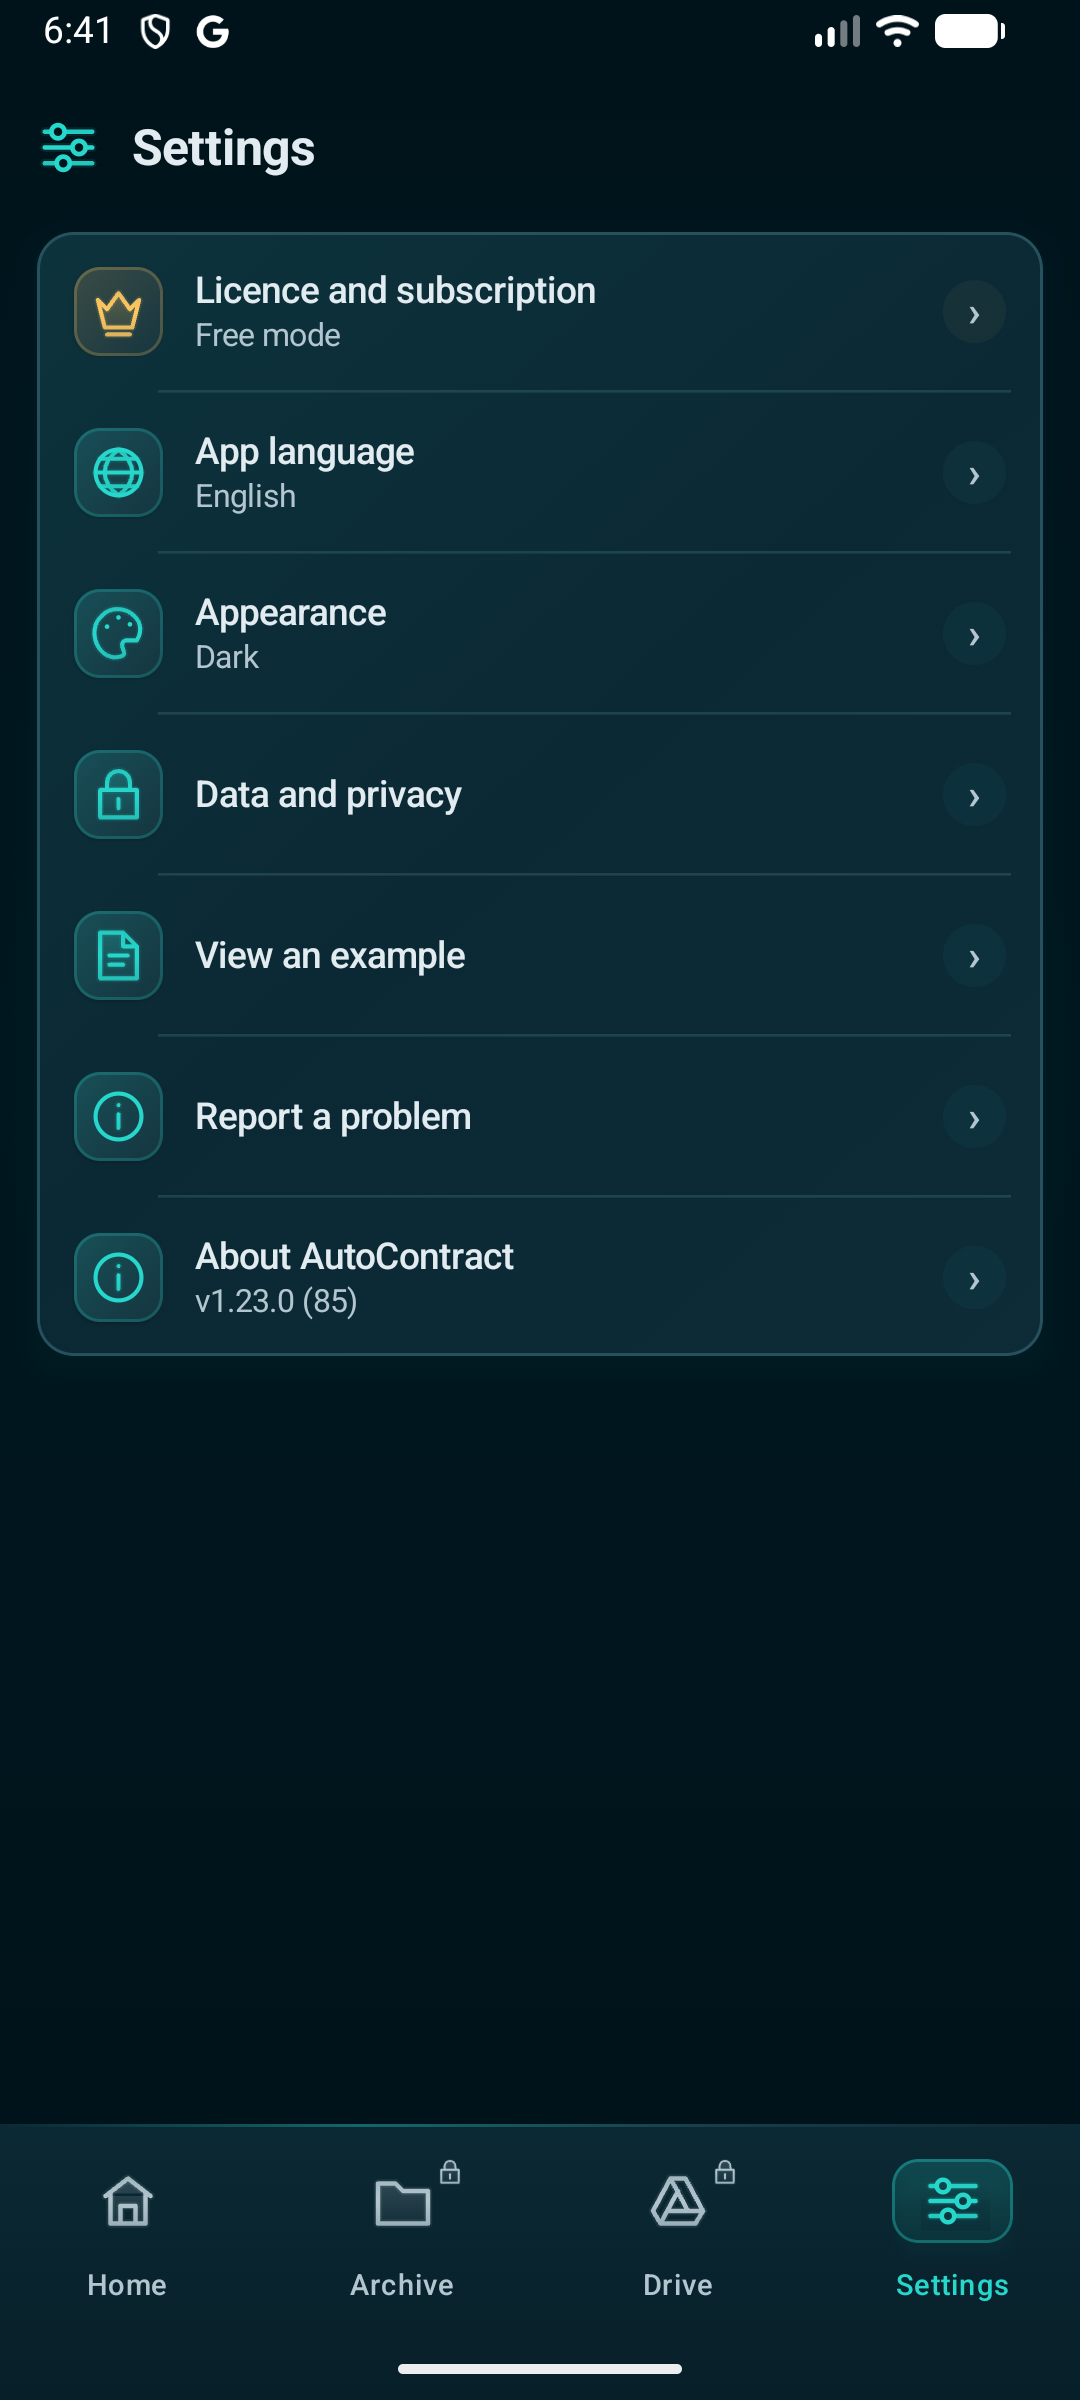 6:41
Settings
Licence and subscription
Free mode
App language
English
Appearance
Dark
Data and privacy
View an example
Report a problem
About AutoContract
v1.23.0 (85)
Home
Archive
Drive
Settings